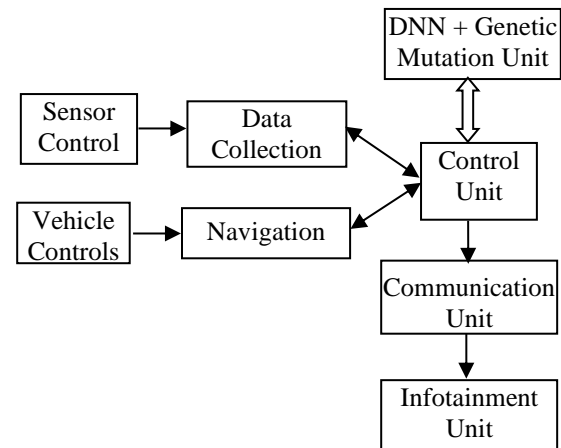 DNN + Genetic
Mutation Unit
Sensor
Control
Data
Collection
Control
Unit
Vehicle
Controls
Navigation
Communication
Unit
Infotainment
Unit